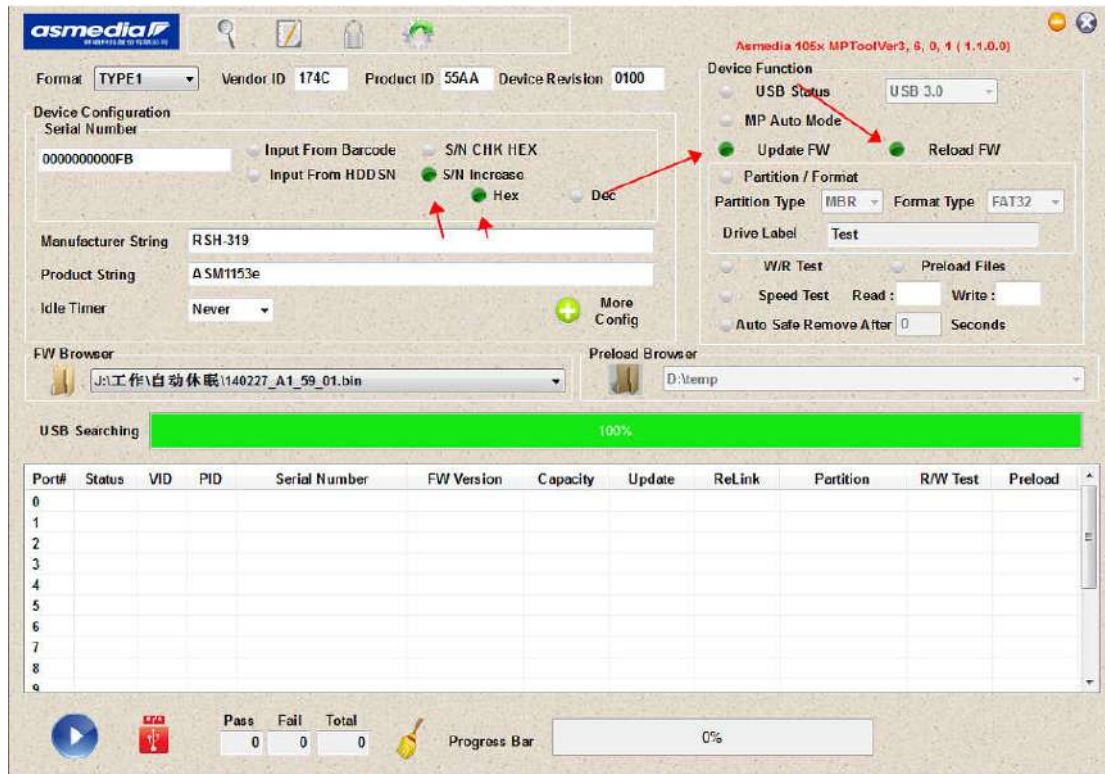 asmedia
Asmedia 105x MPToolVer3, 6, 0, 1 ( 1.1.0.0)
Format TYPE1 Vendor ID 174C Product ID 55AA Device Revision 0100
Device Configuration
Serial Number
0000000000FB
Input From Barcode S/N CHK HEX
Input From HDDSN S/N Increase
Hex Dec
Manufacturer String RSH-319
Product String ASM1153e
Idle Timer Never
More Config
Device Function
USB Status USB 3.0
MP Auto Mode
Update FW Reload FW
Partition / Format
Partition Type MBR Format Type FAT32
Drive Label Test
W/R Test Preload Files
Speed Test Read : Write :
Auto Safe Remove After 0 Seconds
FW Browser
J:\工作\自动休眠\140227_A1_59_01.bin
Preload Browser
D:\temp
USB Searching 100%
Port# Status VID PID Serial Number FW Version Capacity Update ReLink Partition R/W Test Preload
0
1
2
3
4
5
6
7
8
9
Pass Fail Total
0 0 0
Progress Bar 0%